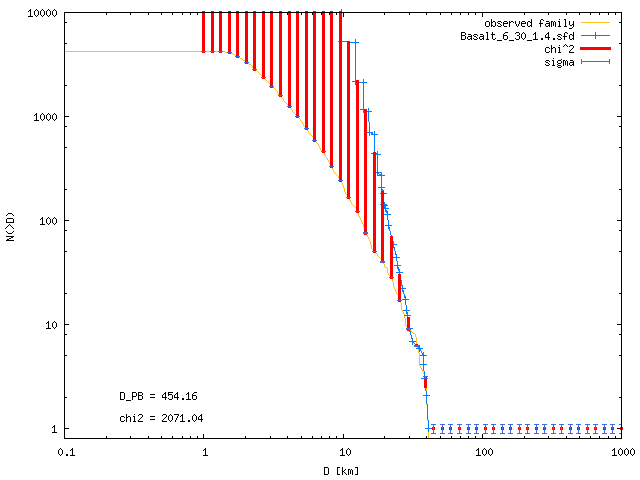 10000
1000
100
10
1
N(>D)
observed family
Basalt_6_30_1.4.sfd
chi^2
sigma
D_PB = 454.16
chi2 = 2071.04
0.1 1 10 100 1000
D [km]